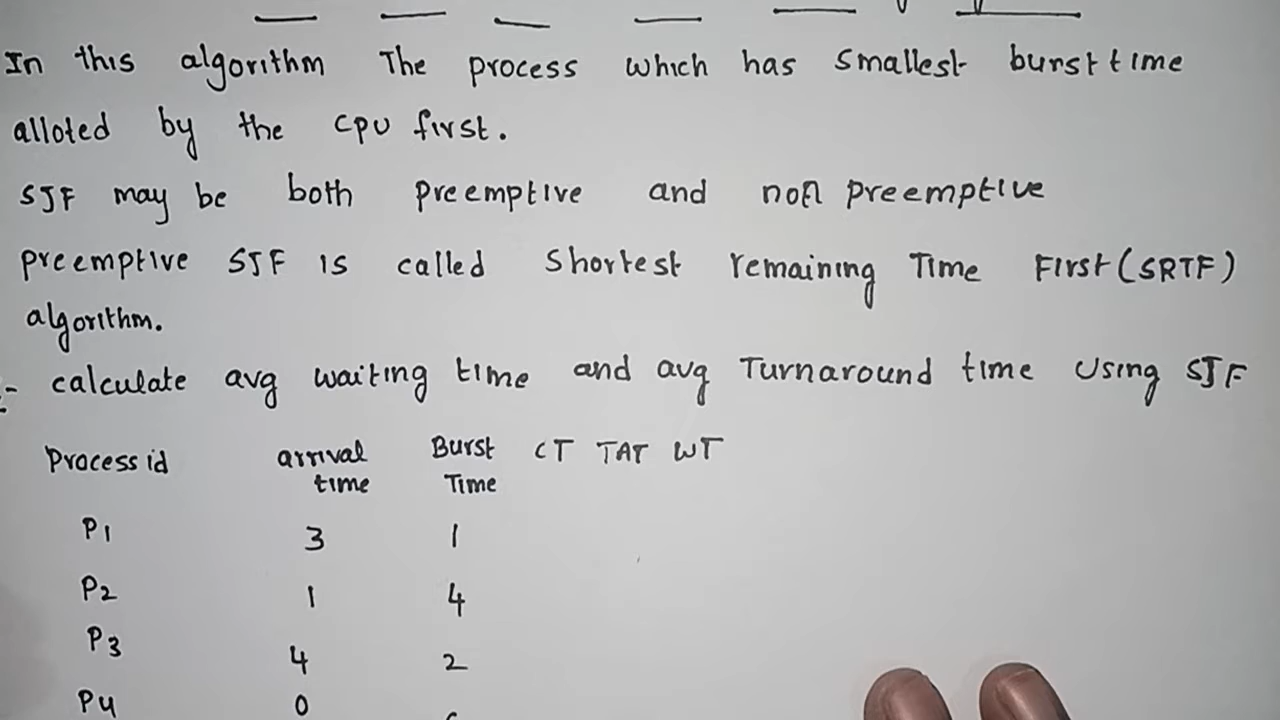 In this algorithm The process which has smallest burst time
alloted by the cpu first.
SJF may be both preemptive and non preemptive
preemptive SJF is called Shortest remaining Time First (SRTF)
algorithm.
calculate avg waiting time and avg Turnaround time using SJF
Process id arrival time Burst Time CT TAT WT
P1 3 1
P2 1 4
P3 4 2
P4 0